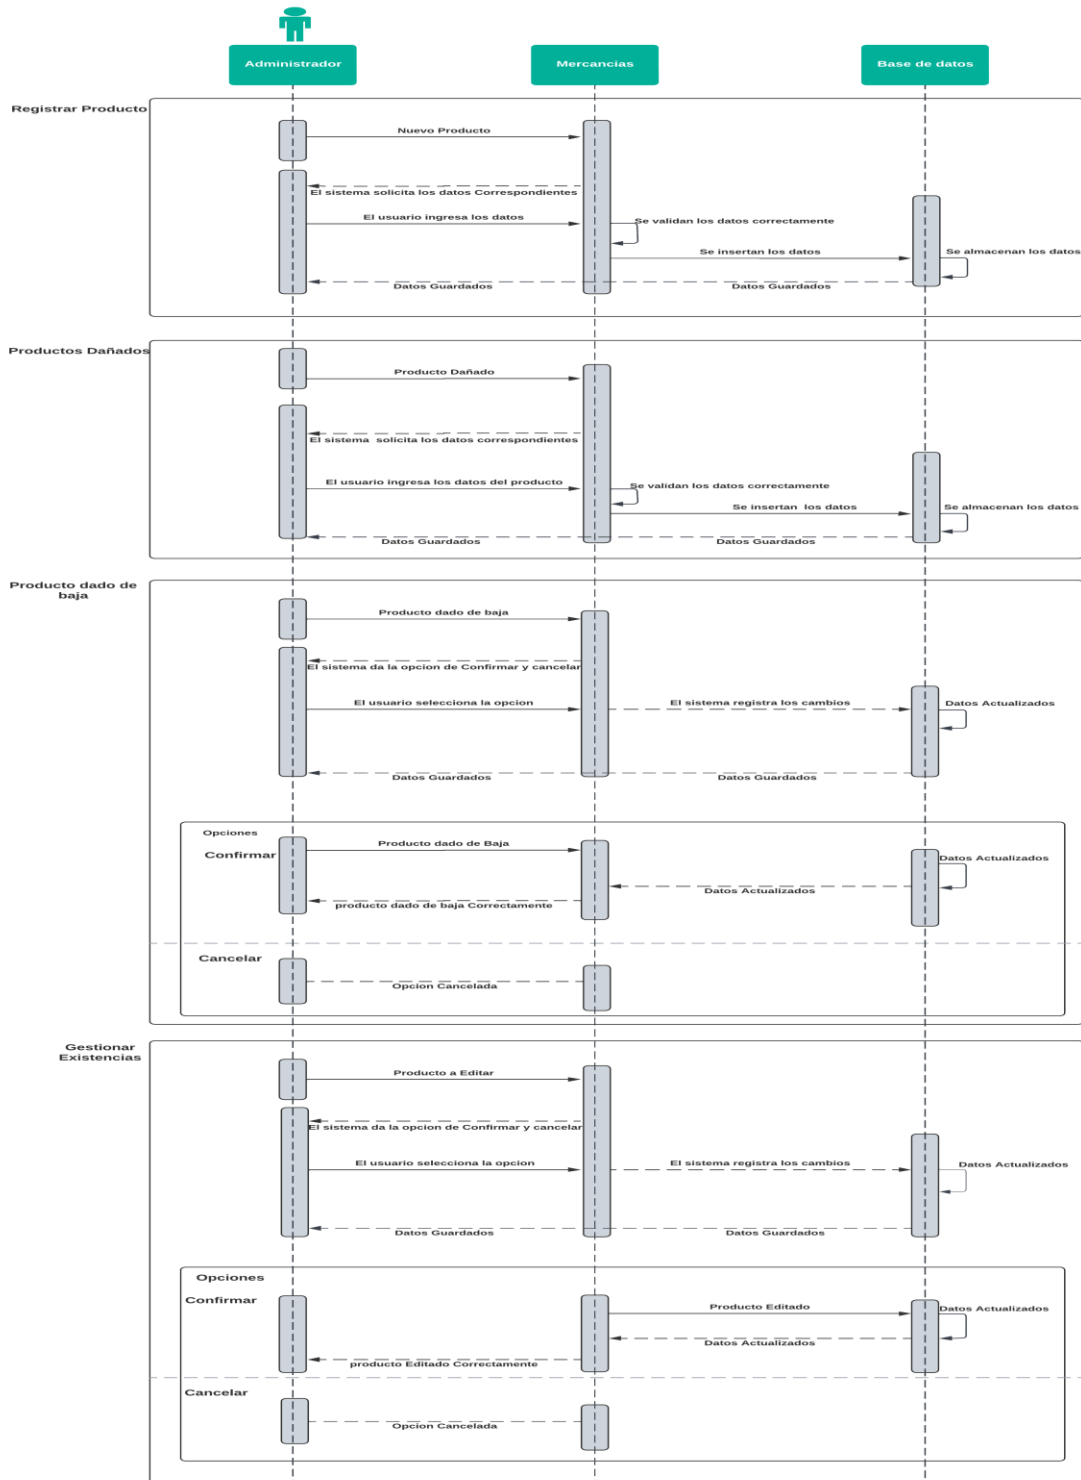 Administrador
Mercancias
Base de datos
Registrar Producto
Nuevo Producto
El sistema solicita los datos Correspondientes
El usuario ingresa los datos
Se validan los datos correctamente
Se insertan los datos
Se almacenan los datos
Datos Guardados
Datos Guardados
Productos Dañados
Producto Dañado
El sistema solicita los datos correspondientes
El usuario ingresa los datos del producto
Se validan los datos correctamente
Se insertan los datos
Se almacenan los datos
Datos Guardados
Datos Guardados
Producto dado de
baja
Producto dado de baja
El sistema da la opcion de Confirmar y cancelar
El usuario selecciona la opcion
El sistema registra los cambios
Datos Actualizados
Datos Guardados
Datos Guardados
Opciones
Confirmar
Producto dado de Baja
Datos Actualizados
Datos Actualizados
producto dado de baja Correctamente
Cancelar
Opcion Cancelada
Gestionar
Existencias
Producto a Editar
El sistema da la opcion de Confirmar y cancelar
El usuario selecciona la opcion
El sistema registra los cambios
Datos Actualizados
Datos Guardados
Datos Guardados
Opciones
Confirmar
Producto Editado
Datos Actualizados
Datos Actualizados
producto Editado Correctamente
Cancelar
Opcion Cancelada